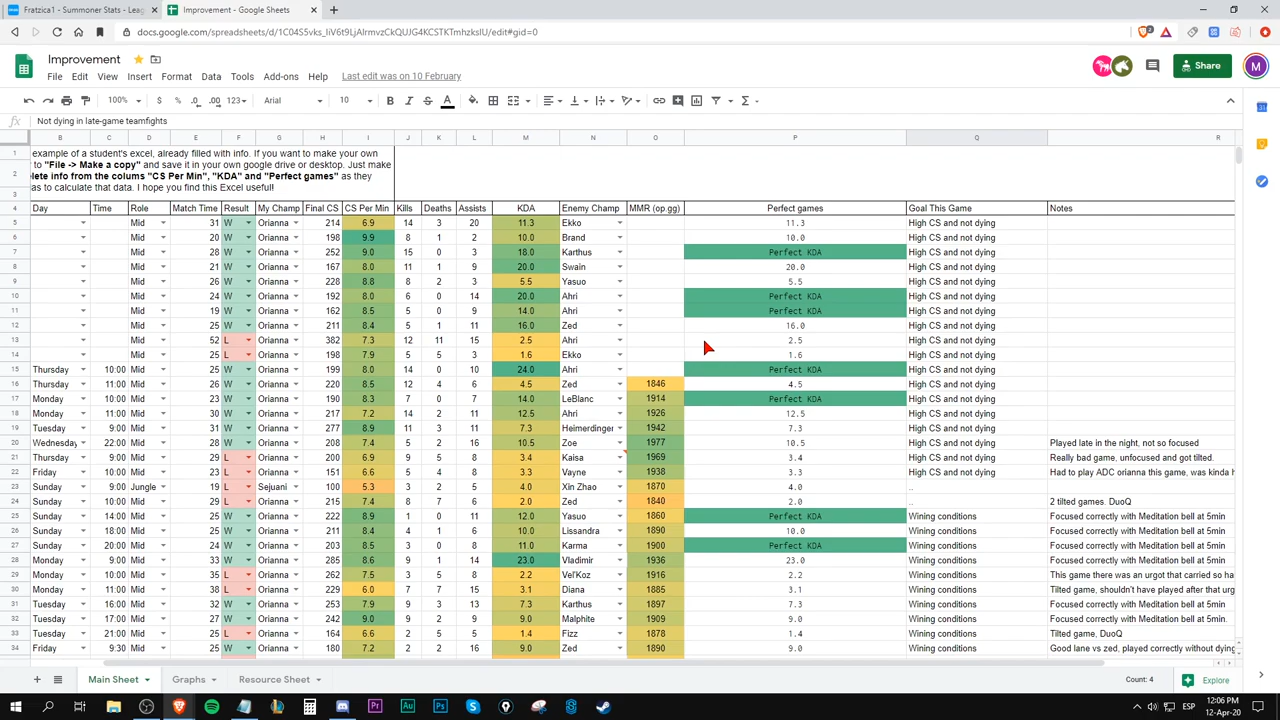 Fratzica1 - Summoner Stats - Leag
Improvement - Google Sheets
Improvement
Share
File Edit View Insert Format Data Tools Add-ons Help Last edit was on 10 February
100% $ % .0 .00 123 Arial 10
Not dying in late-game teamfights
B C D E F G H I J K L M N O P Q R
1 example of a student's excel, already filled with info. If you want to make your own
2 to "File -> Make a copy" and save it in your own google drive or desktop. Just make
lete info from the colums "CS Per Min", "KDA" and "Perfect games" as they
3 as to calculate that data. I hope you find this Excel useful!
4 Day Time Role Match Time Result My Champ Final CS CS Per Min Kills Deaths Assists KDA Enemy Champ MMR (op.gg) Perfect games Goal This Game Notes
5 Mid 31 W Orianna 214 6.9 14 3 20 11.3 Ekko 11.3 High CS and not dying
6 Mid 20 W Orianna 198 9.9 8 1 2 10.0 Brand 10.0 High CS and not dying
7 Mid 28 W Orianna 252 9.0 15 0 3 18.0 Karthus Perfect KDA High CS and not dying
8 Mid 21 W Orianna 167 8.0 11 1 9 20.0 Swain 20.0 High CS and not dying
9 Mid 26 W Orianna 228 8.8 8 2 3 5.5 Yasuo 5.5 High CS and not dying
10 Mid 24 W Orianna 192 8.0 6 0 14 20.0 Ahri Perfect KDA High CS and not dying
11 Mid 19 W Orianna 162 8.5 5 0 9 14.0 Ahri Perfect KDA High CS and not dying
12 Mid 25 W Orianna 211 8.4 5 1 11 16.0 Zed 16.0 High CS and not dying
13 Mid 52 L Orianna 382 7.3 12 11 15 2.5 Ahri 2.5 High CS and not dying
14 Mid 25 L Orianna 198 7.9 5 5 3 1.6 Ekko 1.6 High CS and not dying
15 Thursday 10:00 Mid 25 W Orianna 199 8.0 14 0 10 24.0 Ahri Perfect KDA High CS and not dying
16 Thursday 11:00 Mid 26 W Orianna 220 8.5 12 4 6 4.5 Zed 1846 4.5 High CS and not dying
17 Monday 10:00 Mid 23 W Orianna 190 8.3 7 0 7 14.0 LeBlanc 1914 Perfect KDA High CS and not dying
18 Monday 11:00 Mid 30 W Orianna 217 7.2 14 2 11 12.5 Ahri 1926 12.5 High CS and not dying
19 Tuesday 9:00 Mid 31 W Orianna 277 8.9 11 3 11 7.3 Heimerdinger 1942 7.3 High CS and not dying
20 Wednesday 22:00 Mid 28 W Orianna 208 7.4 5 2 16 10.5 Zoe 1977 10.5 High CS and not dying Played late in the night, not so focused
21 Thursday 9:00 Mid 29 L Orianna 200 6.9 9 5 8 3.4 Kaisa 1969 3.4 High CS and not dying Really bad game, unfocused and got tilted.
22 Friday 10:00 Mid 23 L Orianna 151 6.6 5 4 8 3.3 Vayne 1938 3.3 High CS and not dying Had to play ADC orianna this game, was kinda h
23 Sunday 9:00 Jungle 19 L Sejuani 100 5.3 3 2 5 4.0 Xin Zhao 1870 4.0 .. 
24 Sunday 10:00 Mid 29 L Orianna 215 7.4 7 6 8 2.0 Zed 1840 2.0 2 tilted games. DuoQ
25 Sunday 14:00 Mid 25 W Orianna 222 8.9 1 0 11 12.0 Yasuo 1860 Perfect KDA Wining conditions Focused correctly with Meditation bell at 5min
26 Sunday 18:00 Mid 25 W Orianna 211 8.4 4 1 6 10.0 Lissandra 1890 10.0 Wining conditions Focused correctly with Meditation bell at 5min
27 Sunday 20:00 Mid 24 W Orianna 203 8.5 3 0 8 11.0 Karma 1900 Perfect KDA Wining conditions Focused correctly with Meditation bell at 5min
28 Monday 9:00 Mid 33 W Orianna 285 8.6 9 1 14 23.0 Vladimir 1936 23.0 Wining conditions Focused correctly with Meditation bell at 5min
29 Monday 10:00 Mid 35 L Orianna 262 7.5 3 5 8 2.2 Vel'Koz 1916 2.2 Wining conditions This game there was an urgot that carried so ha
30 Monday 11:00 Mid 38 L Orianna 229 6.0 7 7 15 3.1 Diana 1885 3.1 Wining conditions Tilted game, shouldn't have played after that urg
31 Tuesday 16:00 Mid 32 W Orianna 253 7.9 9 3 13 7.3 Karthus 1897 7.3 Wining conditions Focused correctly with Meditation bell at 5min
32 Tuesday 17:00 Mid 27 W Orianna 242 9.0 9 2 9 9.0 Malphite 1909 9.0 Wining conditions Focused correctly with Meditation bell at 5min.
33 Tuesday 21:00 Mid 25 L Orianna 164 6.6 2 5 5 1.4 Fizz 1878 1.4 Wining conditions Tilted game, DuoQ
34 Friday 9:30 Mid 25 W Orianna 180 7.2 2 2 16 9.0 Zed 1890 9.0 Wining conditions Good lane vs zed, played correctly without dying
Main Sheet Graphs Resource Sheet Count: 4 Explore
ESP 12:06 PM
12-Apr-20